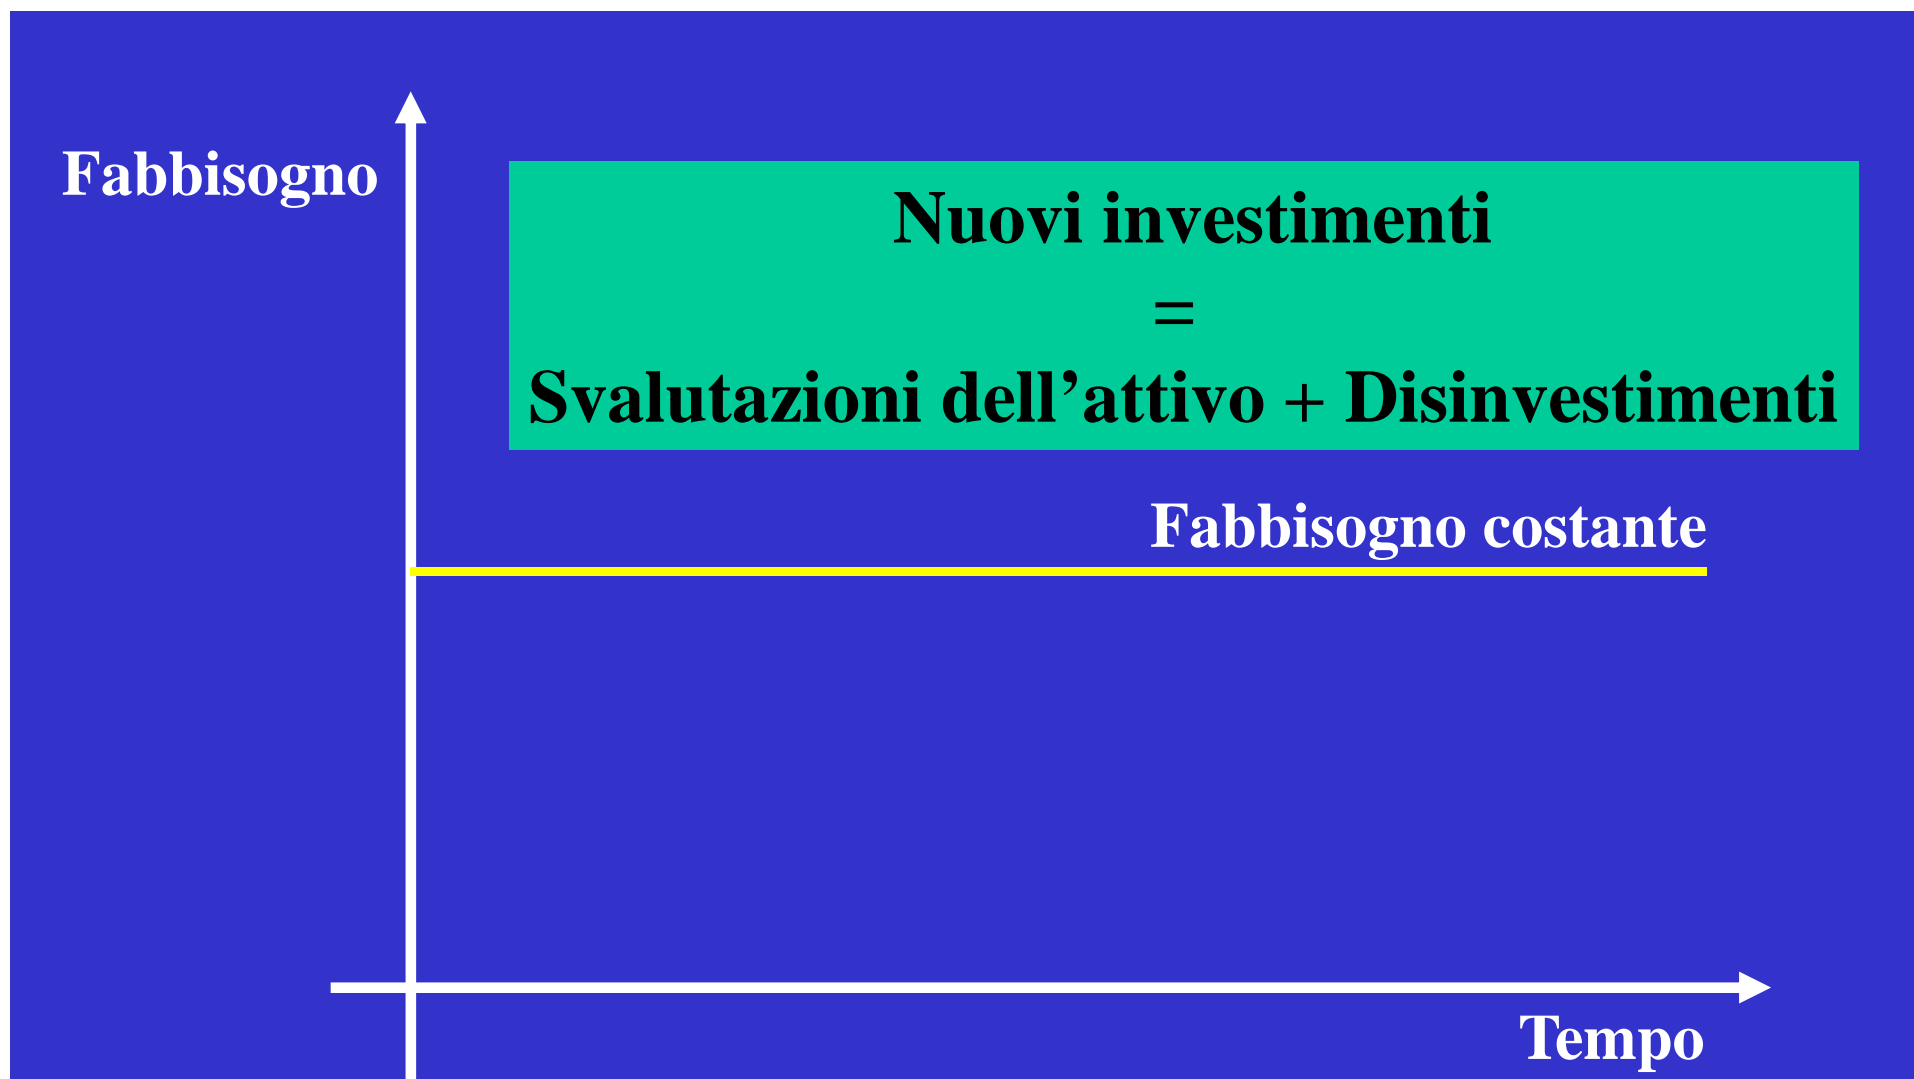 Fabbisogno
Nuovi investimenti
=
Svalutazioni dell’attivo + Disinvestimenti
Fabbisogno costante
Tempo